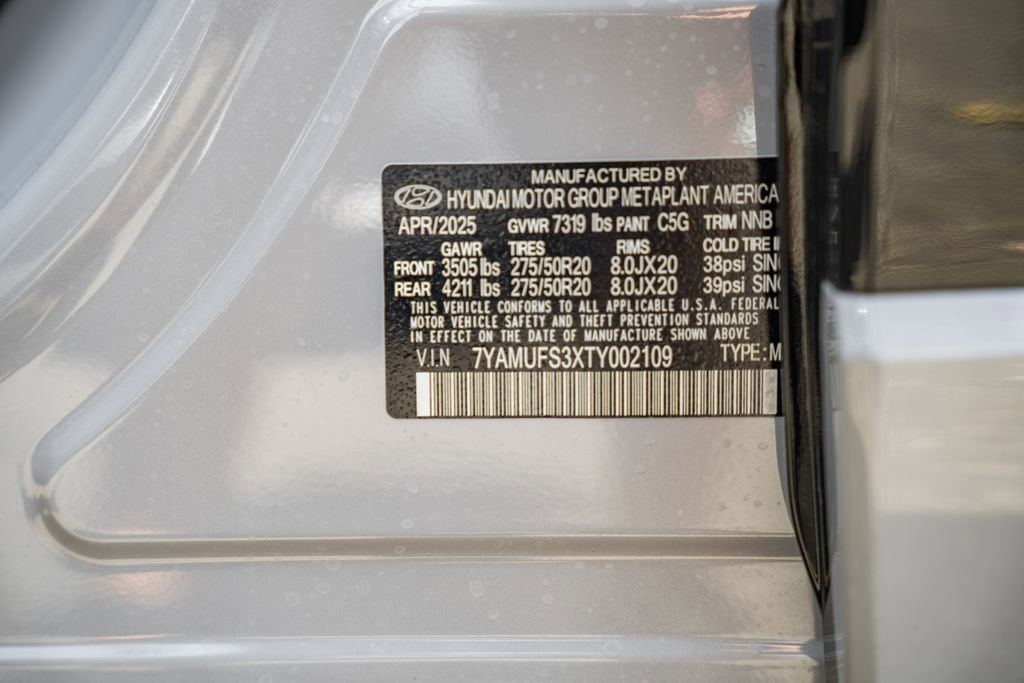 MANUFACTURED BY
HYUNDAI MOTOR GROUP METAPLANT AMERICA
APR/2025 GVWR 7319 lbs PAINT C5G TRIM NNB
GAWR TIRES RIMS COLD TIRE
FRONT 3505 lbs 275/50R20 8.0JX20 38psi SING
REAR 4211 lbs 275/50R20 8.0JX20 39psi SING
THIS VEHICLE CONFORMS TO ALL APPLICABLE U.S.A. FEDERAL
MOTOR VEHICLE SAFETY AND THEFT PREVENTION STANDARDS
IN EFFECT ON THE DATE OF MANUFACTURE SHOWN ABOVE
V.I.N 7YAMUFS3XTY002109 TYPE: M